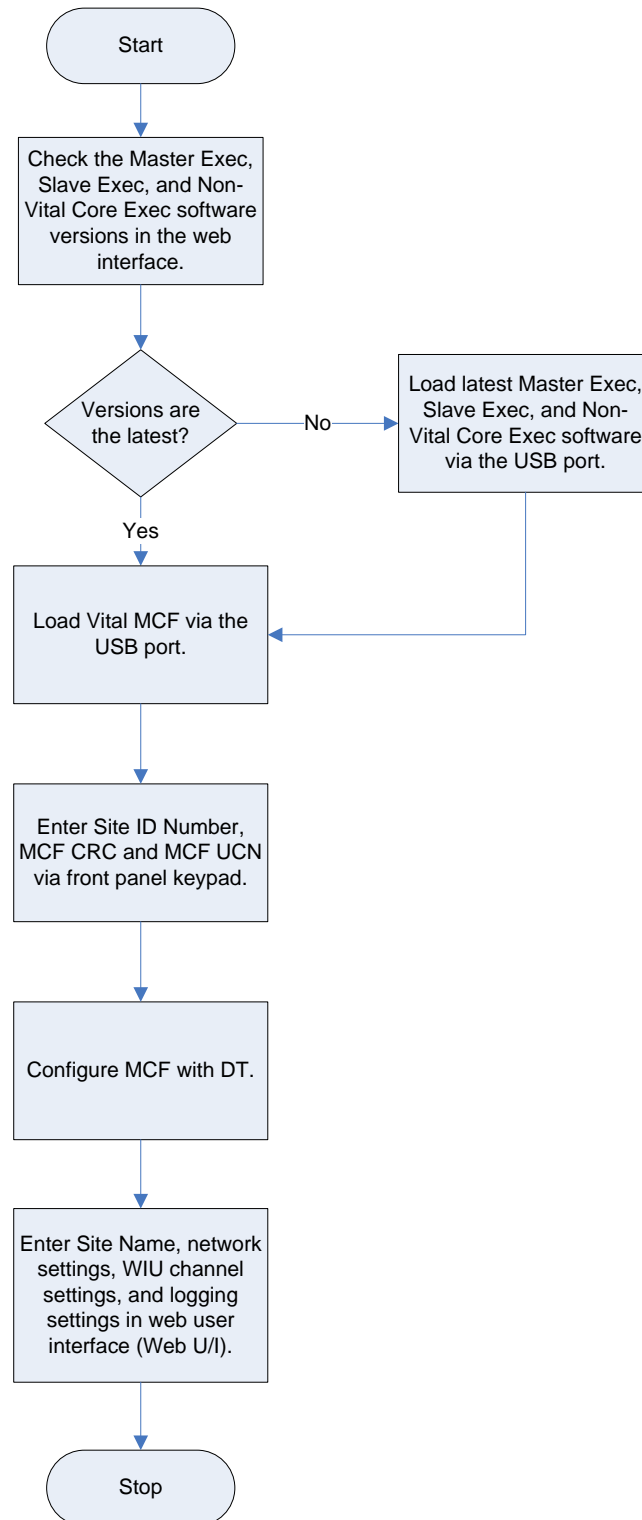 Start
Check the Master Exec,
Slave Exec, and Non-
Vital Core Exec software
versions in the web
interface.
Versions are
the latest?
No
Load latest Master Exec,
Slave Exec, and Non-
Vital Core Exec software
via the USB port.
Yes
Load Vital MCF via the
USB port.
Enter Site ID Number,
MCF CRC and MCF UCN
via front panel keypad.
Configure MCF with DT.
Enter Site Name, network
settings, WIU channel
settings, and logging
settings in web user
interface (Web U/I).
Stop